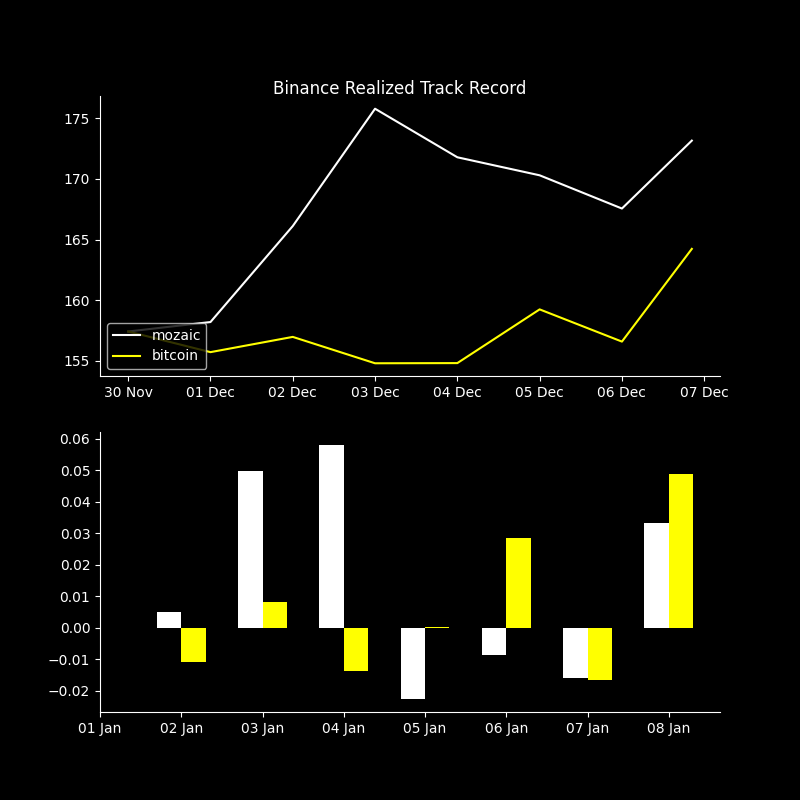 Binance Realized Track Record
175
170
165
160
155
mozaic
bitcoin
30 Nov 01 Dec 02 Dec 03 Dec 04 Dec 05 Dec 06 Dec 07 Dec
0.06
0.05
0.04
0.03
0.02
0.01
0.00
−0.01
−0.02
01 Jan 02 Jan 03 Jan 04 Jan 05 Jan 06 Jan 07 Jan 08 Jan